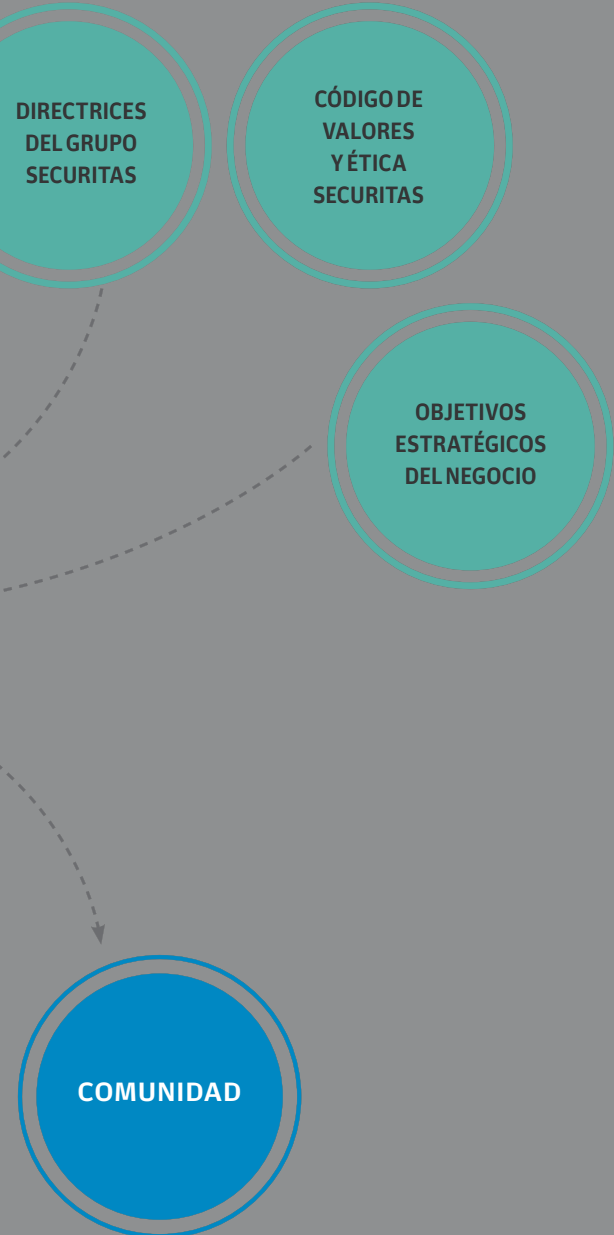 DIRECTRICES
DEL GRUPO
SECURITAS
CÓDIGO DE
VALORES
Y ÉTICA
SECURITAS
OBJETIVOS
ESTRATÉGICOS
DEL NEGOCIO
COMUNIDAD